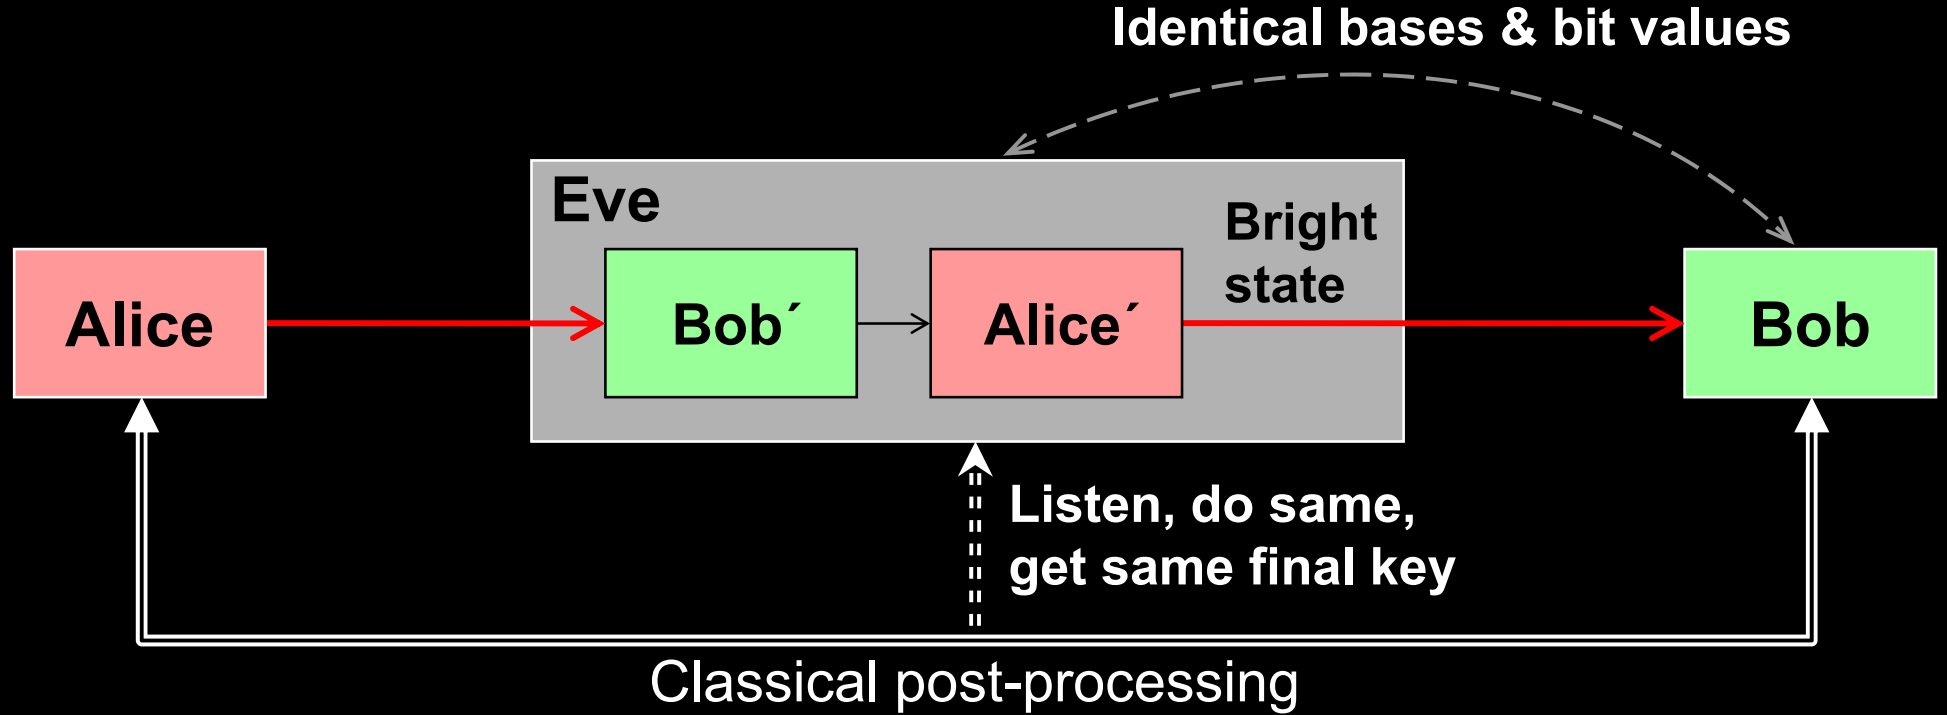 Identical bases & bit values
Eve
Bright
state
Alice
Bob´
Alice´
Bob
Listen, do same,
get same final key
Classical post-processing